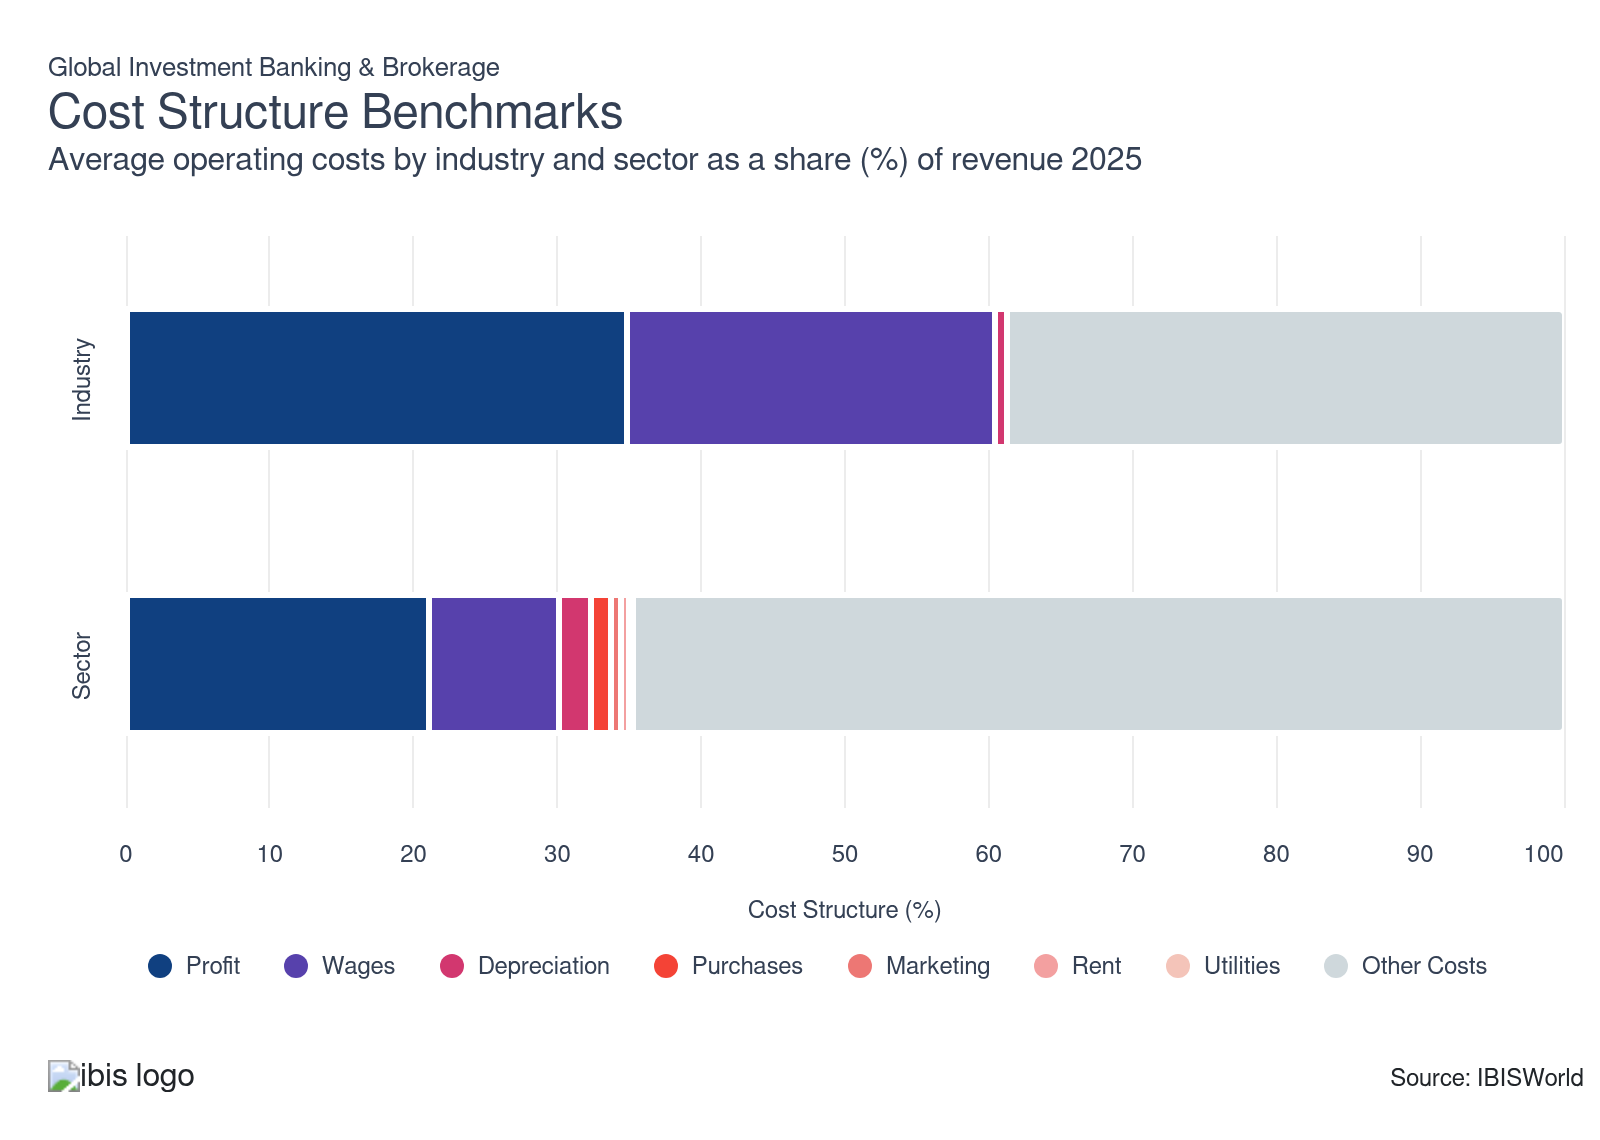 Global Investment Banking & Brokerage
Cost Structure Benchmarks
Average operating costs by industry and sector as a share (%) of revenue 2025
Industry
Sector
0 10 20 30 40 50 60 70 80 90 100
Cost Structure (%)
Profit Wages Depreciation Purchases Marketing Rent Utilities Other Costs
ibis logo
Source: IBISWorld